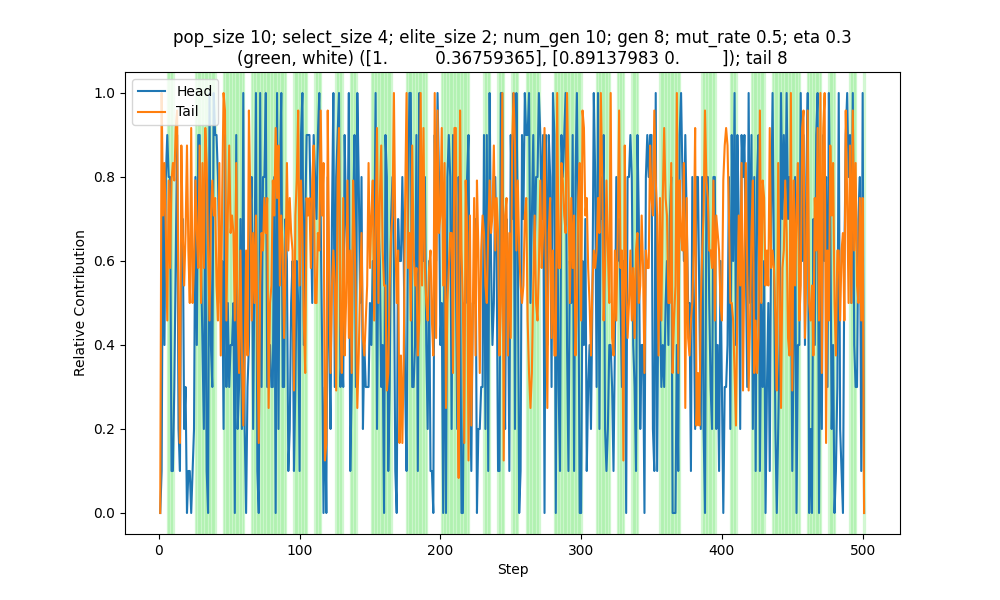 pop_size 10; select_size 4; elite_size 2; num_gen 10; gen 8; mut_rate 0.5; eta 0.3
(green, white) ([1.          0.36759365], [0.89137983 0.         ]); tail 8
Head
Tail
1.0
0.8
0.6
0.4
0.2
0.0
Relative Contribution
0 100 200 300 400 500
Step